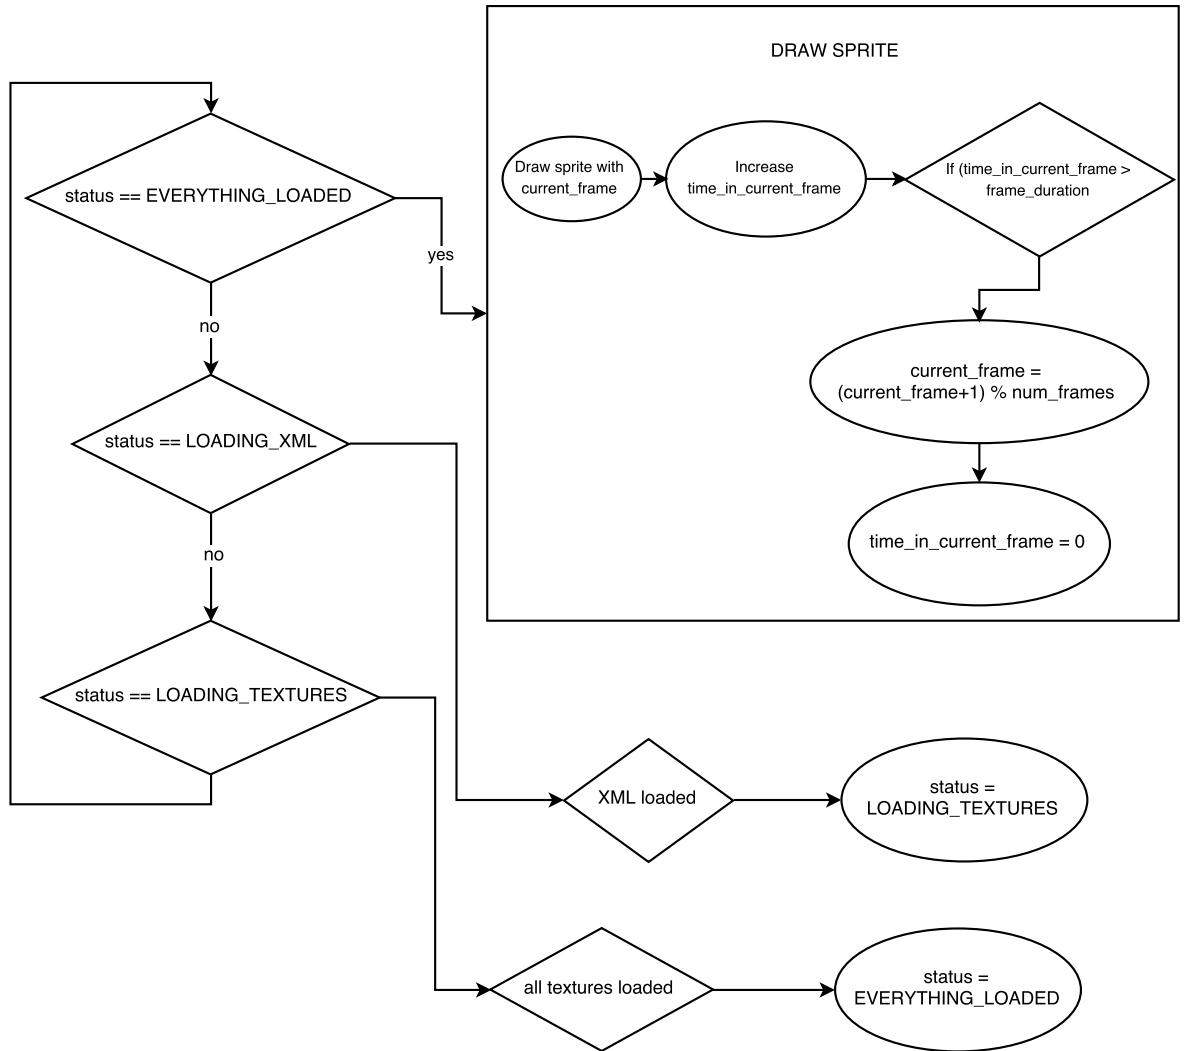 DRAW SPRITE
Draw sprite with
current_frame
Increase
time_in_current_frame
If (time_in_current_frame >
frame_duration
status == EVERYTHING_LOADED
yes
no
current_frame =
(current_frame+1) % num_frames
status == LOADING_XML
time_in_current_frame = 0
no
status == LOADING_TEXTURES
XML loaded
status =
LOADING_TEXTURES
all textures loaded
status =
EVERYTHING_LOADED